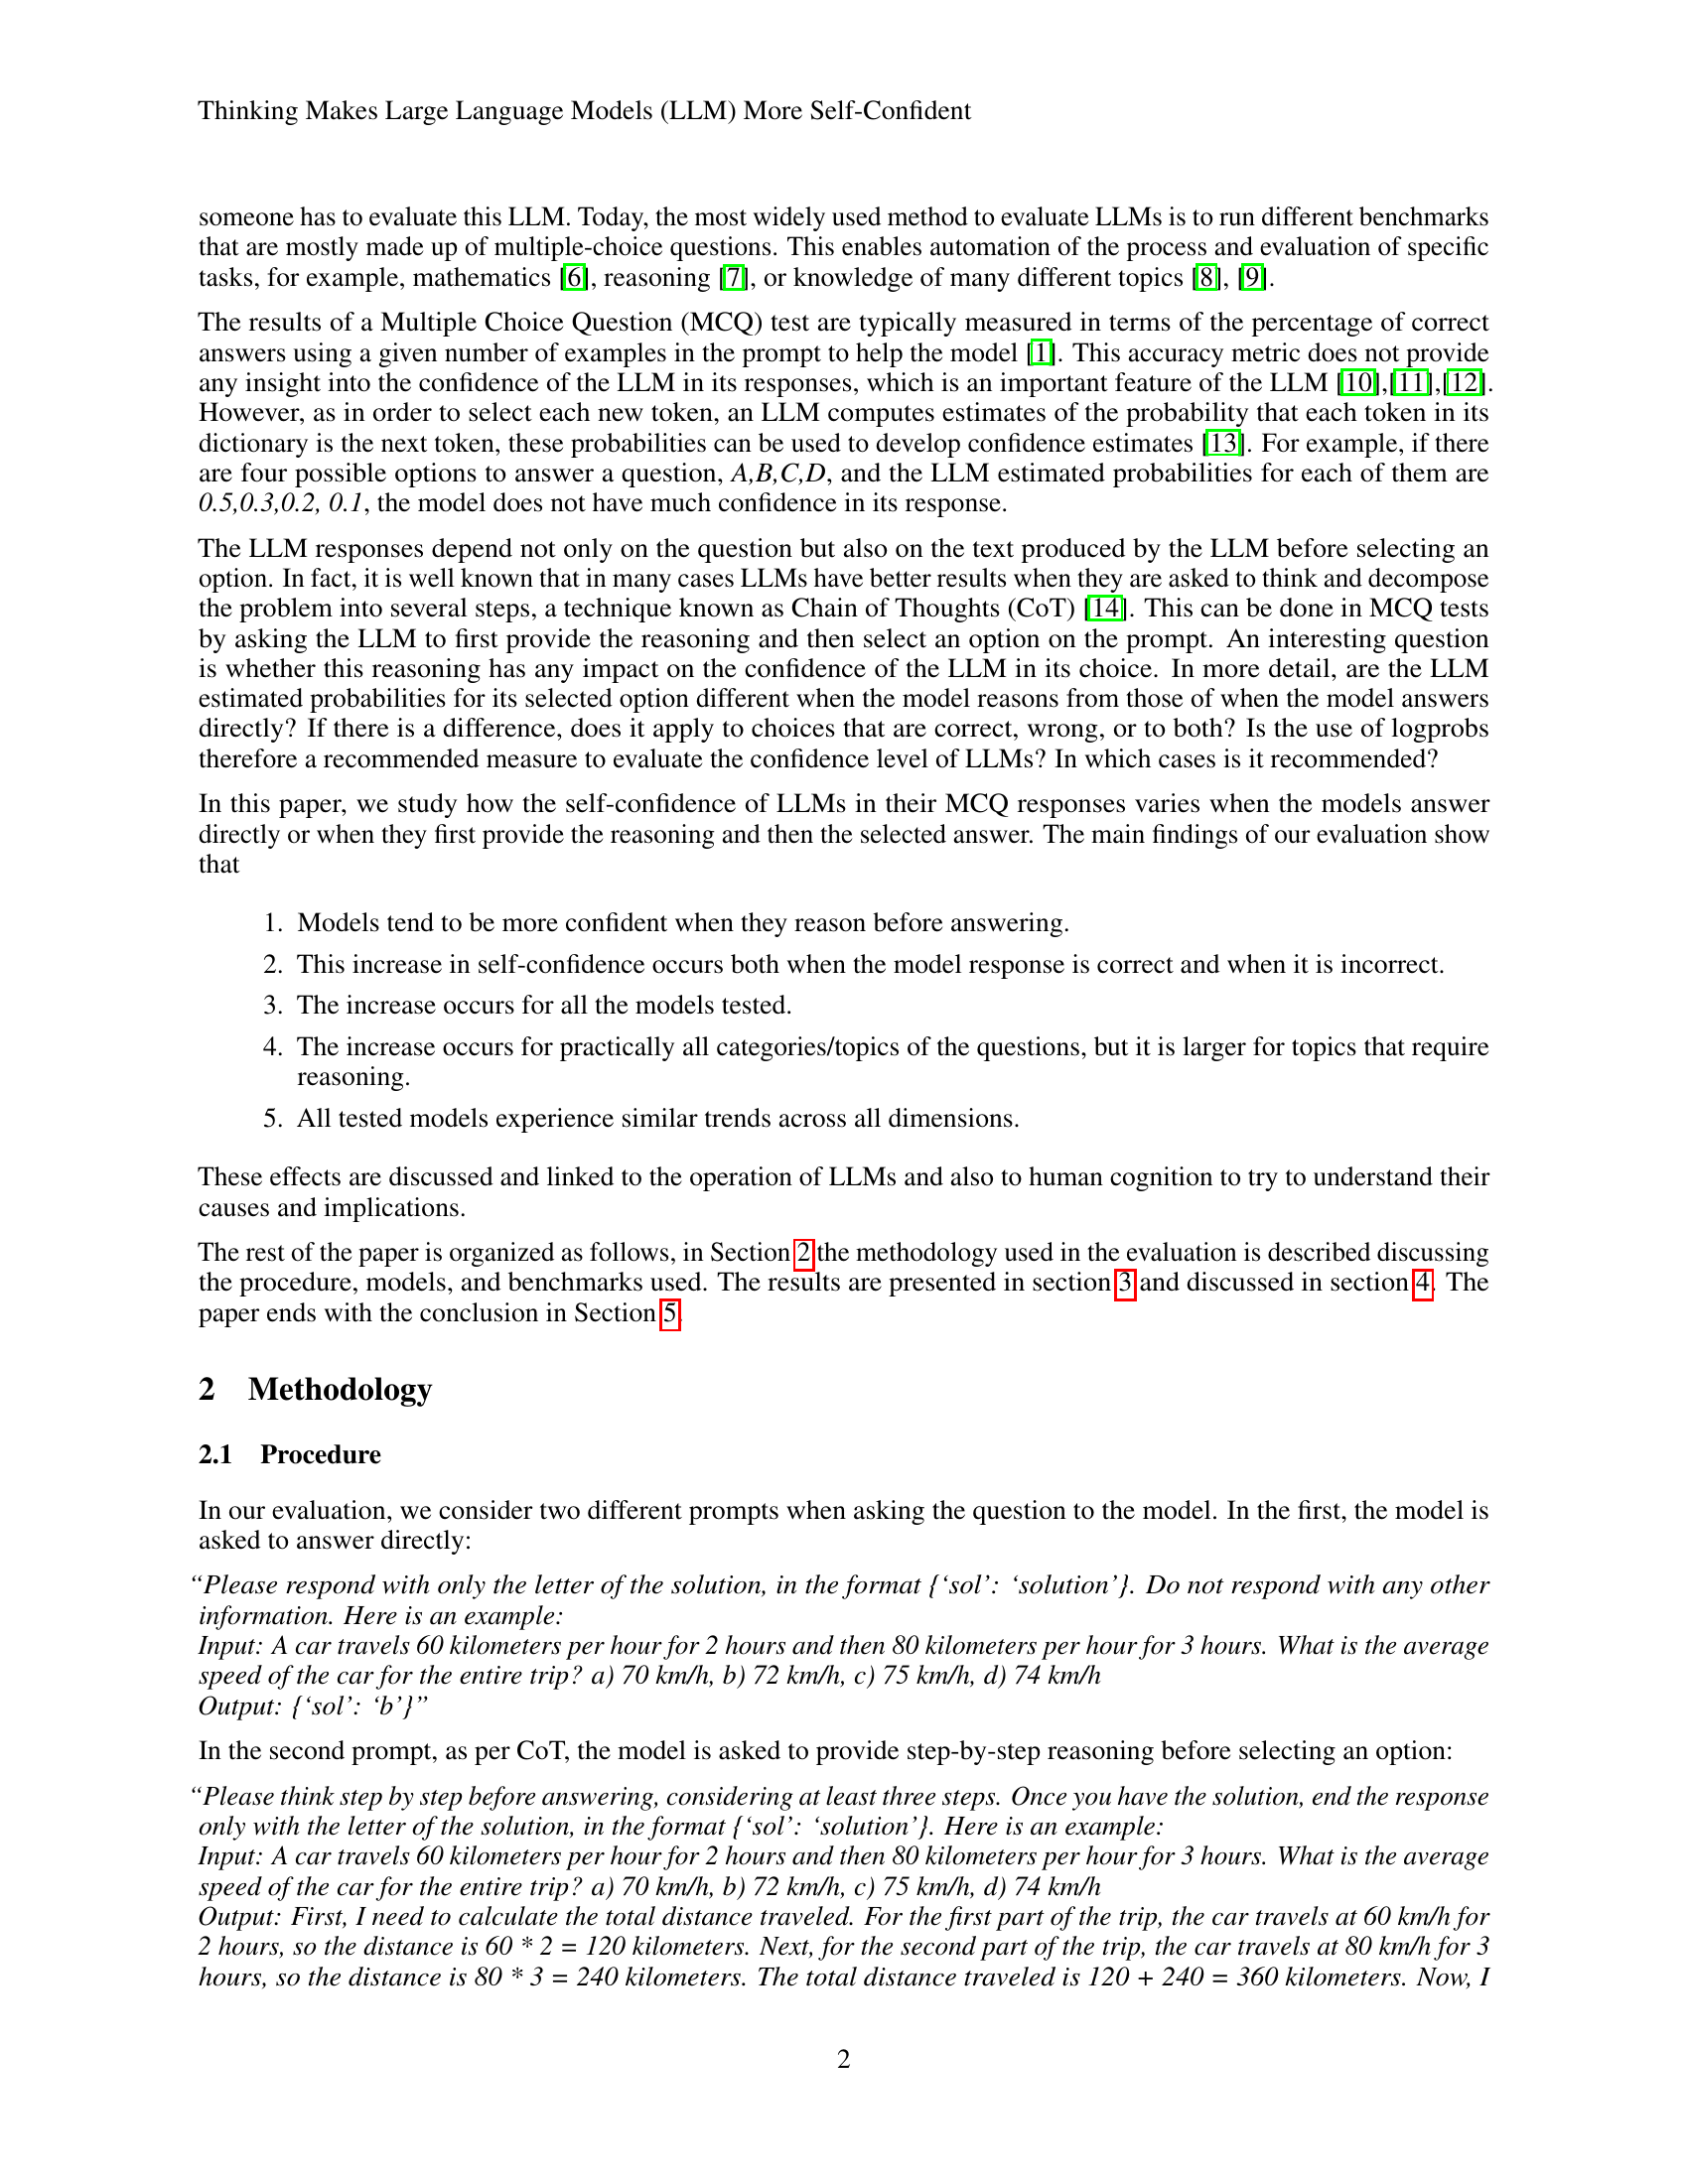 Thinking Makes Large Language Models (LLM) More Self-Confident
someone has to evaluate this LLM. Today, the most widely used method to evaluate LLMs is to run different benchmarks
that are mostly made up of multiple-choice questions. This enables automation of the process and evaluation of specific
tasks, for example, mathematics [6], reasoning [7], or knowledge of many different topics [8], [9].
The results of a Multiple Choice Question (MCQ) test are typically measured in terms of the percentage of correct
answers using a given number of examples in the prompt to help the model [1]. This accuracy metric does not provide
any insight into the confidence of the LLM in its responses, which is an important feature of the LLM [10],[11],[12].
However, as in order to select each new token, an LLM computes estimates of the probability that each token in its
dictionary is the next token, these probabilities can be used to develop confidence estimates [13]. For example, if there
are four possible options to answer a question, A,B,C,D, and the LLM estimated probabilities for each of them are
0.5,0.3,0.2, 0.1, the model does not have much confidence in its response.
The LLM responses depend not only on the question but also on the text produced by the LLM before selecting an
option. In fact, it is well known that in many cases LLMs have better results when they are asked to think and decompose
the problem into several steps, a technique known as Chain of Thoughts (CoT) [14]. This can be done in MCQ tests
by asking the LLM to first provide the reasoning and then select an option on the prompt. An interesting question
is whether this reasoning has any impact on the confidence of the LLM in its choice. In more detail, are the LLM
estimated probabilities for its selected option different when the model reasons from those of when the model answers
directly? If there is a difference, does it apply to choices that are correct, wrong, or to both? Is the use of logprobs
therefore a recommended measure to evaluate the confidence level of LLMs? In which cases is it recommended?
In this paper, we study how the self-confidence of LLMs in their MCQ responses varies when the models answer
directly or when they first provide the reasoning and then the selected answer. The main findings of our evaluation show
that
1. Models tend to be more confident when they reason before answering.
2. This increase in self-confidence occurs both when the model response is correct and when it is incorrect.
3. The increase occurs for all the models tested.
4. The increase occurs for practically all categories/topics of the questions, but it is larger for topics that require
reasoning.
5. All tested models experience similar trends across all dimensions.
These effects are discussed and linked to the operation of LLMs and also to human cognition to try to understand their
causes and implications.
The rest of the paper is organized as follows, in Section 2 the methodology used in the evaluation is described discussing
the procedure, models, and benchmarks used. The results are presented in section 3 and discussed in section 4. The
paper ends with the conclusion in Section 5.
2 Methodology
2.1 Procedure
In our evaluation, we consider two different prompts when asking the question to the model. In the first, the model is
asked to answer directly:
“Please respond with only the letter of the solution, in the format {‘sol’: ‘solution’}. Do not respond with any other
information. Here is an example:
Input: A car travels 60 kilometers per hour for 2 hours and then 80 kilometers per hour for 3 hours. What is the average
speed of the car for the entire trip? a) 70 km/h, b) 72 km/h, c) 75 km/h, d) 74 km/h
Output: {‘sol’: ‘b’}”
In the second prompt, as per CoT, the model is asked to provide step-by-step reasoning before selecting an option:
“Please think step by step before answering, considering at least three steps. Once you have the solution, end the response
only with the letter of the solution, in the format {‘sol’: ‘solution’}. Here is an example:
Input: A car travels 60 kilometers per hour for 2 hours and then 80 kilometers per hour for 3 hours. What is the average
speed of the car for the entire trip? a) 70 km/h, b) 72 km/h, c) 75 km/h, d) 74 km/h
Output: First, I need to calculate the total distance traveled. For the first part of the trip, the car travels at 60 km/h for
2 hours, so the distance is 60 * 2 = 120 kilometers. Next, for the second part of the trip, the car travels at 80 km/h for 3
hours, so the distance is 80 * 3 = 240 kilometers. The total distance traveled is 120 + 240 = 360 kilometers. Now, I
2